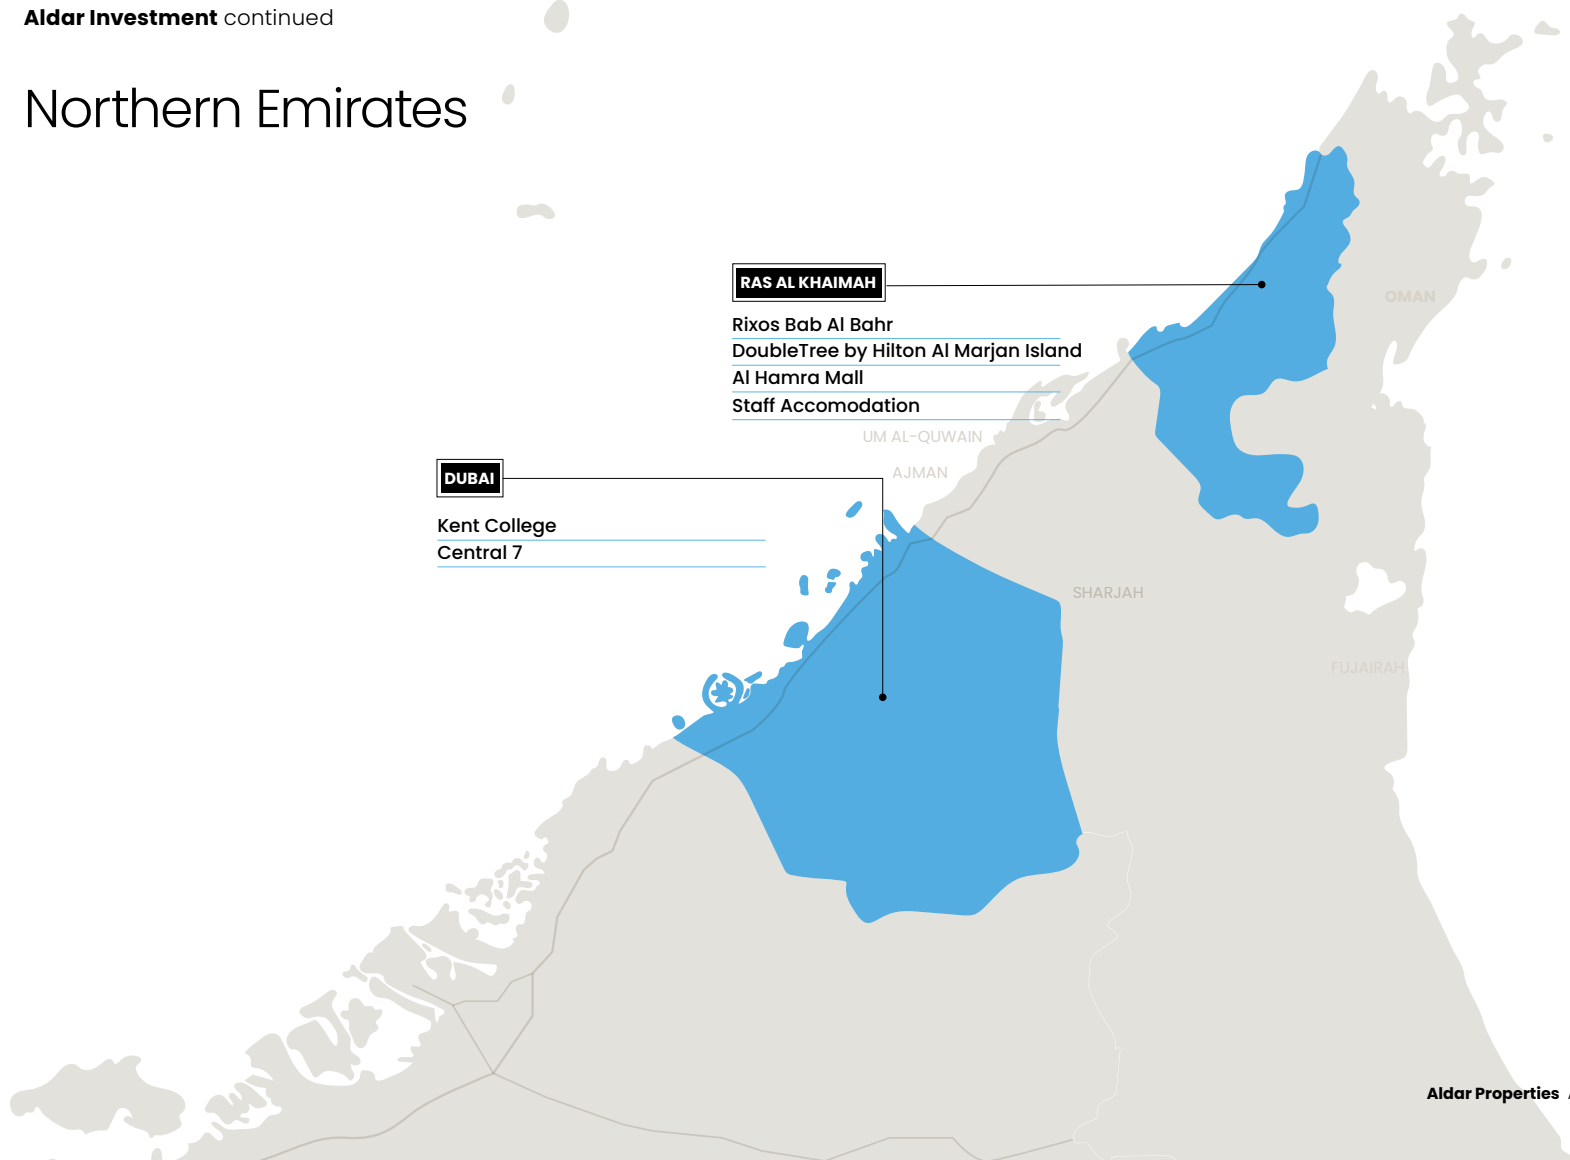 Aldar Investment continued
Northern Emirates
RAS AL KHAIMAH
Rixos Bab Al Bahr
DoubleTree by Hilton Al Marjan Island
Al Hamra Mall
Staff Accomodation
OMAN
UM AL-QUWAIN
AJMAN
DUBAI
Kent College
Central 7
SHARJAH
FUJAIRAH
Aldar Properties